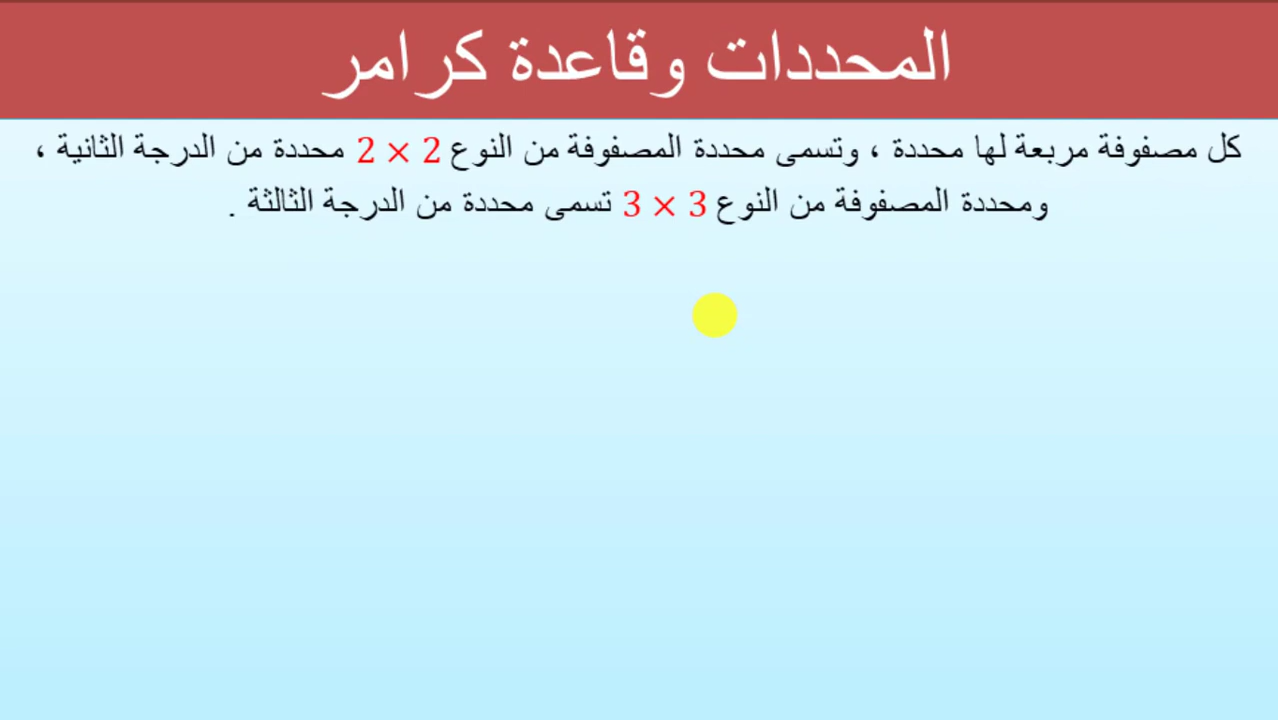 المحددات وقاعدة كرامر
كل مصفوفة مربعة لها محددة ، وتسمى محددة المصفوفة من النوع 2 × 2 محددة من الدرجة الثانية ،
ومحددة المصفوفة من النوع 3 × 3 تسمى محددة من الدرجة الثالثة .